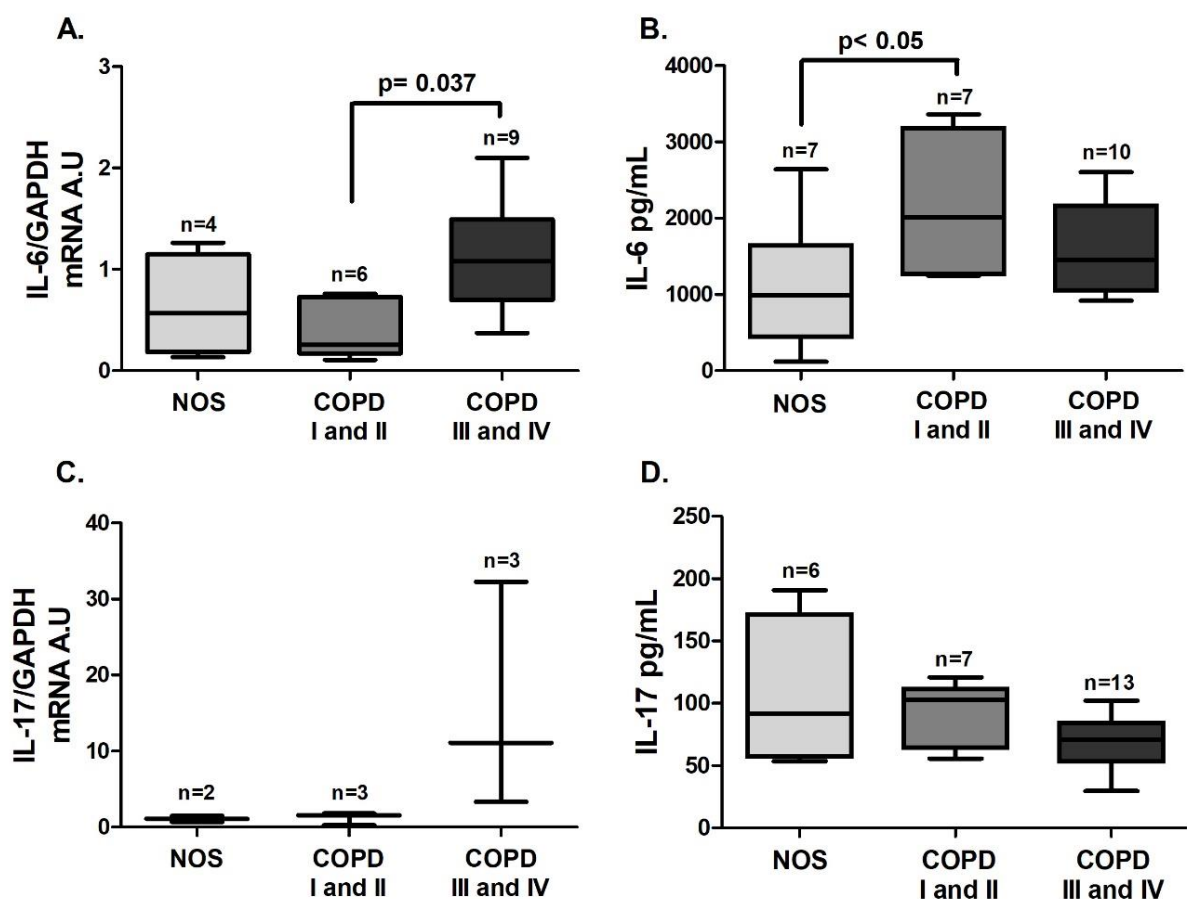 A.
IL-6/GAPDH
mRNA A.U
3
2
1
0
p= 0.037
n=4
n=6
n=9
NOS
COPD
I and II
COPD
III and IV
B.
IL-6 pg/mL
4000
3000
2000
1000
0
p< 0.05
n=7
n=7
n=10
NOS
COPD
I and II
COPD
III and IV
C.
IL-17/GAPDH
mRNA A.U
40
30
20
10
0
n=2
n=3
n=3
NOS
COPD
I and II
COPD
III and IV
D.
IL-17 pg/mL
250
200
150
100
50
0
n=6
n=7
n=13
NOS
COPD
I and II
COPD
III and IV